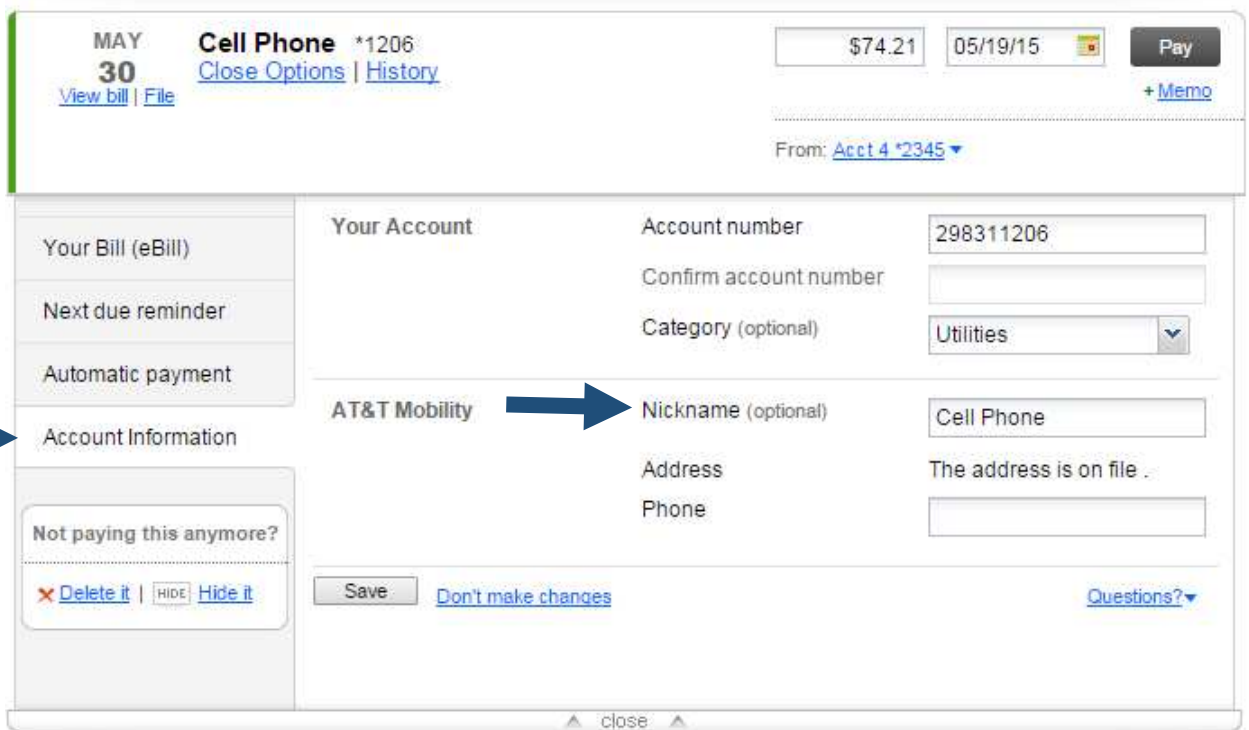 MAY
30
View bill | File
Cell Phone *1206
Close Options | History
$74.21
05/19/15
Pay
+ Memo
From: Acct 4 *2345
Your Bill (eBill)
Next due reminder
Automatic payment
Account Information
Not paying this anymore?
Delete it | HIDE Hide it
Your Account
Account number
298311206
Confirm account number
Category (optional)
Utilities
AT&T Mobility
Nickname (optional)
Cell Phone
Address
The address is on file .
Phone
Save
Don't make changes
Questions?
close